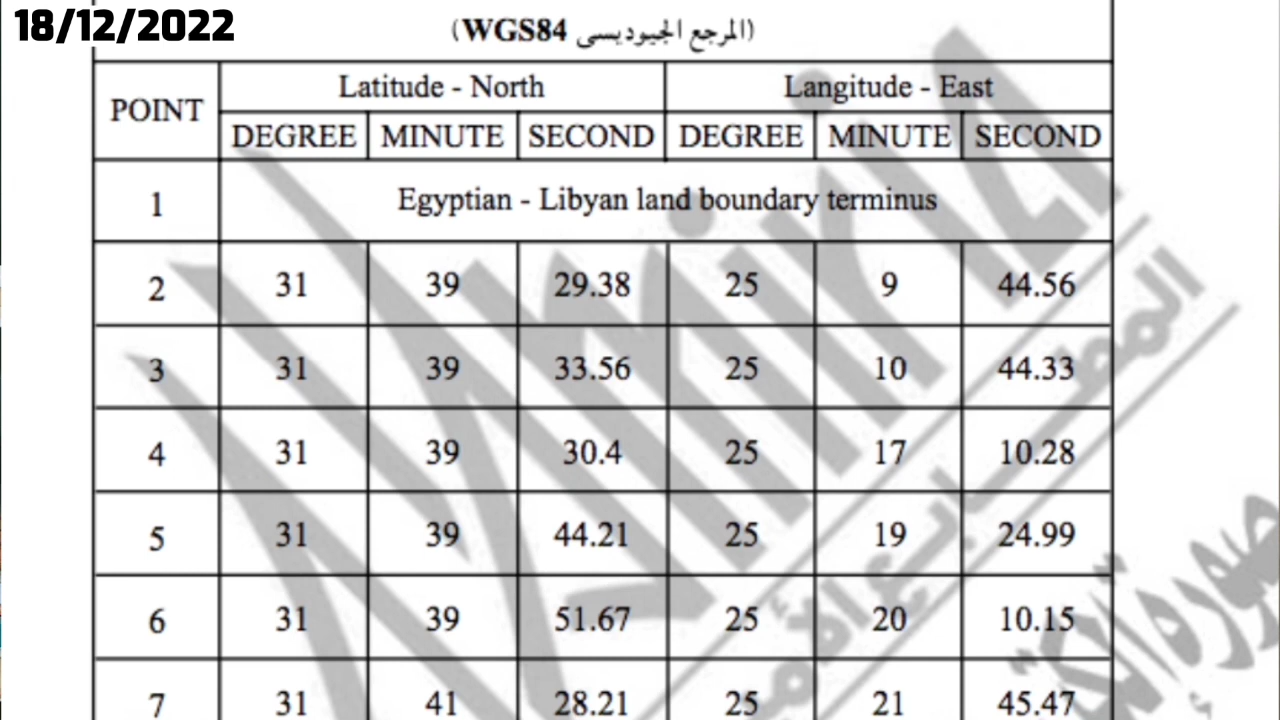 18/12/2022
(المرجع الجيوديسى WGS84)
POINT
Latitude - North Langitude - East
DEGREE MINUTE SECOND DEGREE MINUTE SECOND
1 Egyptian - Libyan land boundary terminus
2 31 39 29.38 25 9 44.56
3 31 39 33.56 25 10 44.33
4 31 39 30.4 25 17 10.28
5 31 39 44.21 25 19 24.99
6 31 39 51.67 25 20 10.15
7 31 41 28.21 25 21 45.47